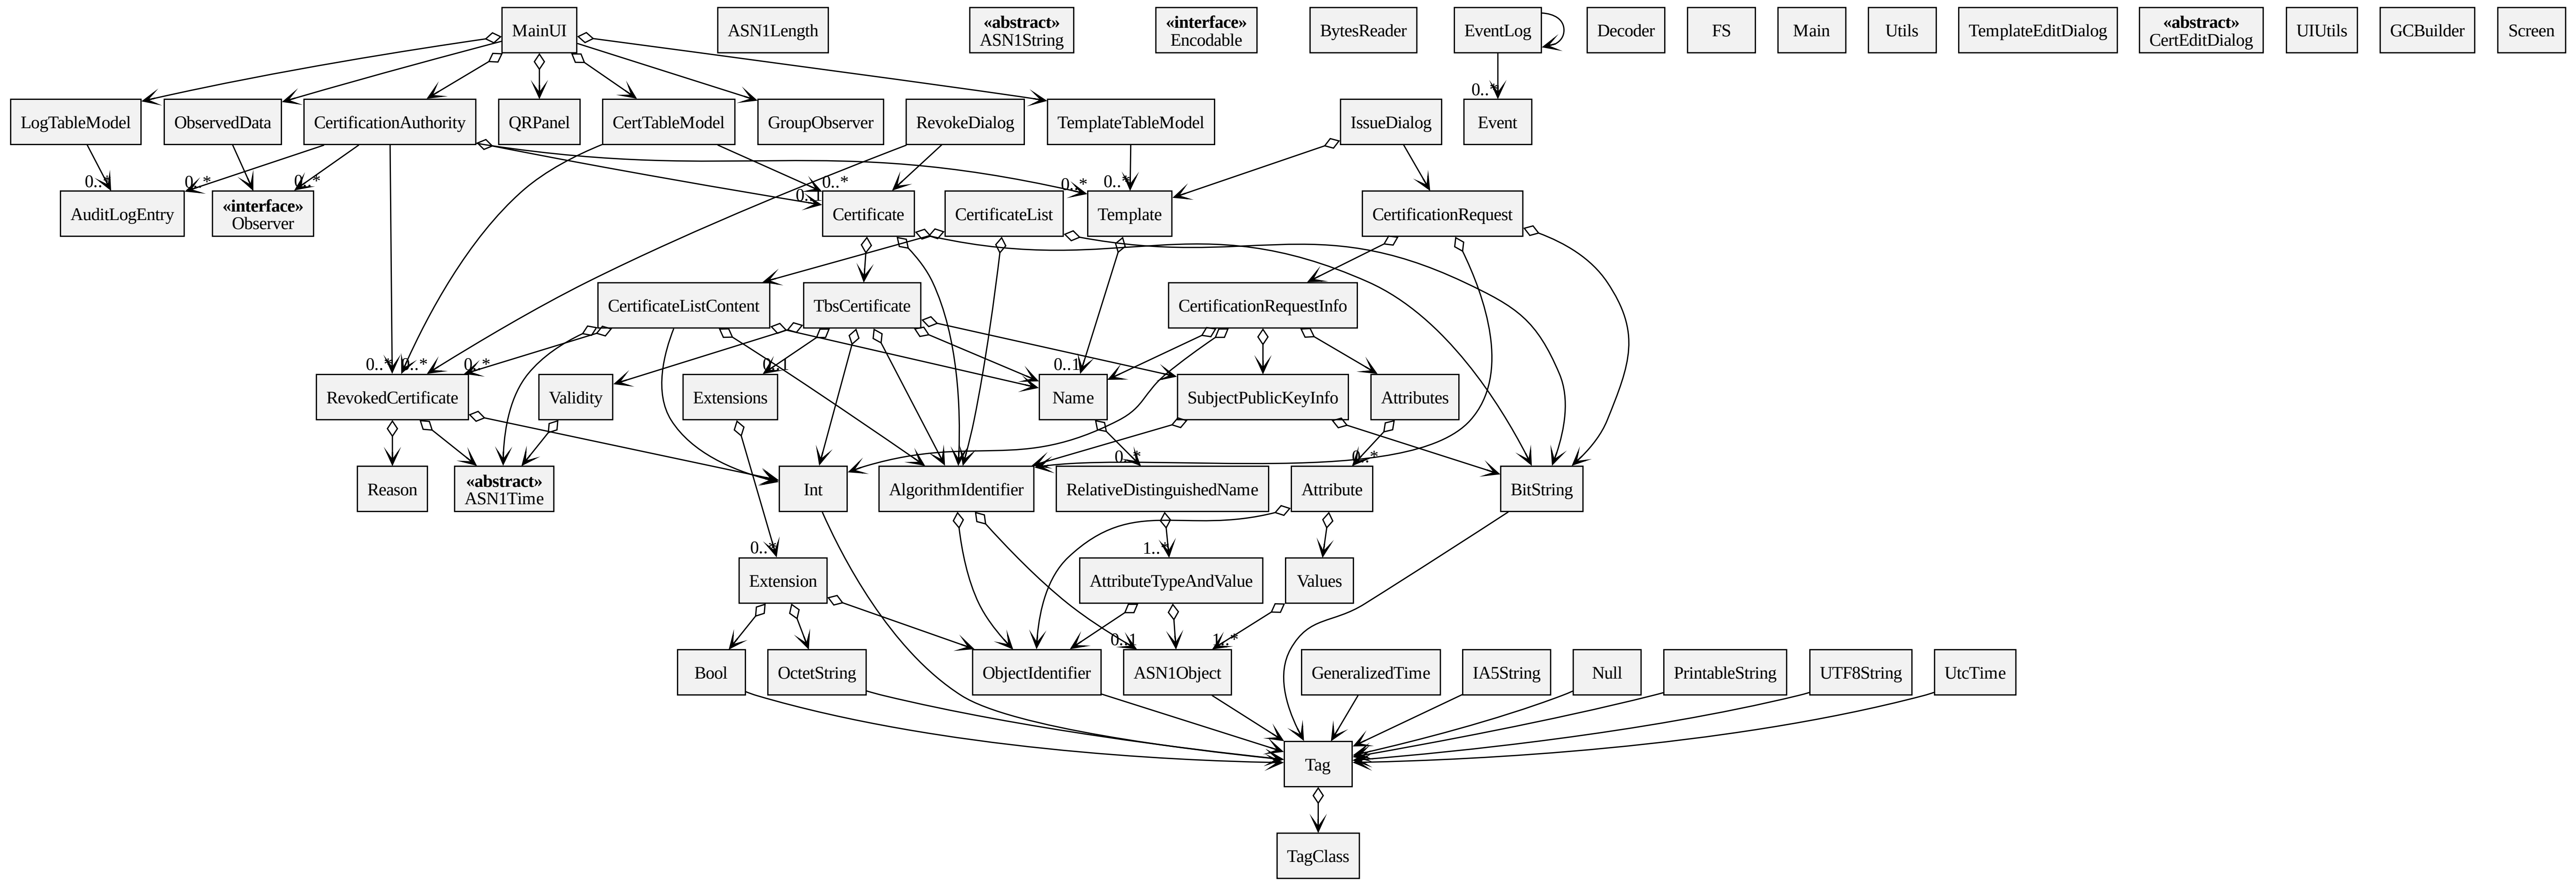 MainUI
ASN1Length
«abstract»
ASN1String
«interface»
Encodable
BytesReader
EventLog
Decoder
FS
Main
Utils
TemplateEditDialog
«abstract»
CertEditDialog
UIUtils
GCBuilder
Screen
0..*
LogTableModel
ObservedData
CertificationAuthority
QRPanel
CertTableModel
GroupObserver
RevokeDialog
TemplateTableModel
IssueDialog
Event
0..*
0..*
0..*
0..1
0..*
0..*
0..*
AuditLogEntry
«interface»
Observer
Certificate
CertificateList
Template
CertificationRequest
CertificateListContent
TbsCertificate
CertificationRequestInfo
0..*
0..*
0..*
0..1
0..1
RevokedCertificate
Validity
Extensions
Name
SubjectPublicKeyInfo
Attributes
0..*
0..*
Reason
«abstract»
ASN1Time
Int
AlgorithmIdentifier
RelativeDistinguishedName
Attribute
BitString
0..*
1..*
Extension
AttributeTypeAndValue
Values
0..1
1..*
Bool
OctetString
ObjectIdentifier
ASN1Object
GeneralizedTime
IA5String
Null
PrintableString
UTF8String
UtcTime
Tag
TagClass